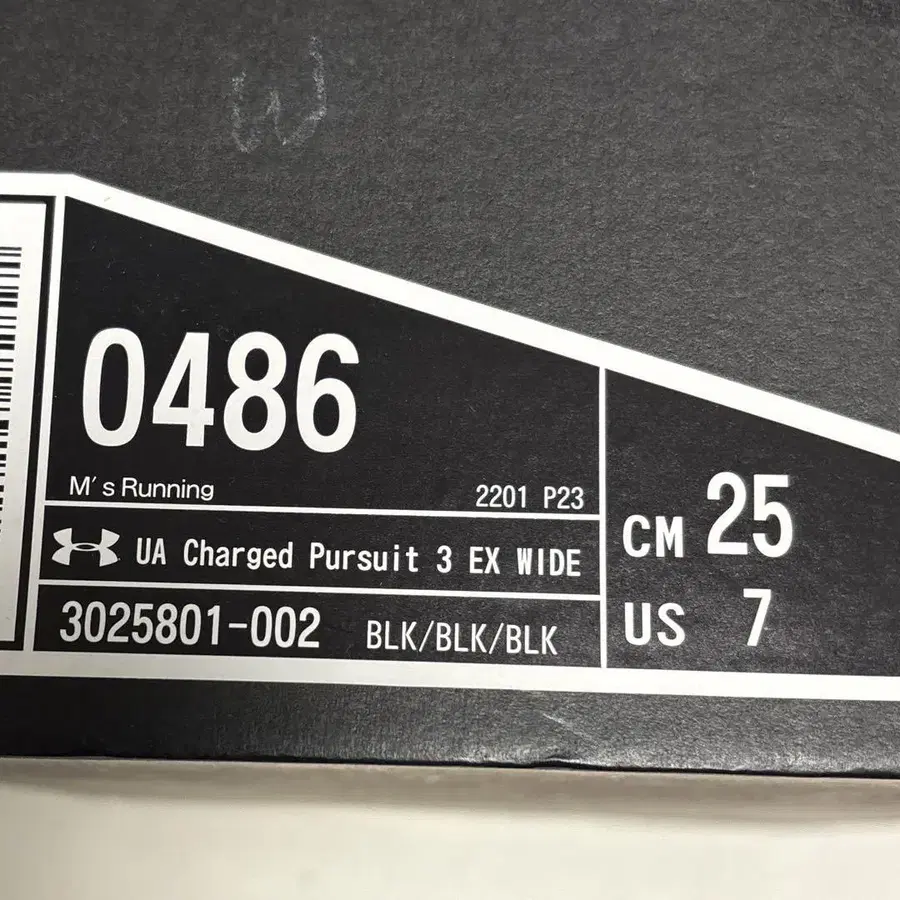 W
0486
M's Running 2201 P23
UA Charged Pursuit 3 EX WIDE
3025801-002 BLK/BLK/BLK
CM 25
US 7